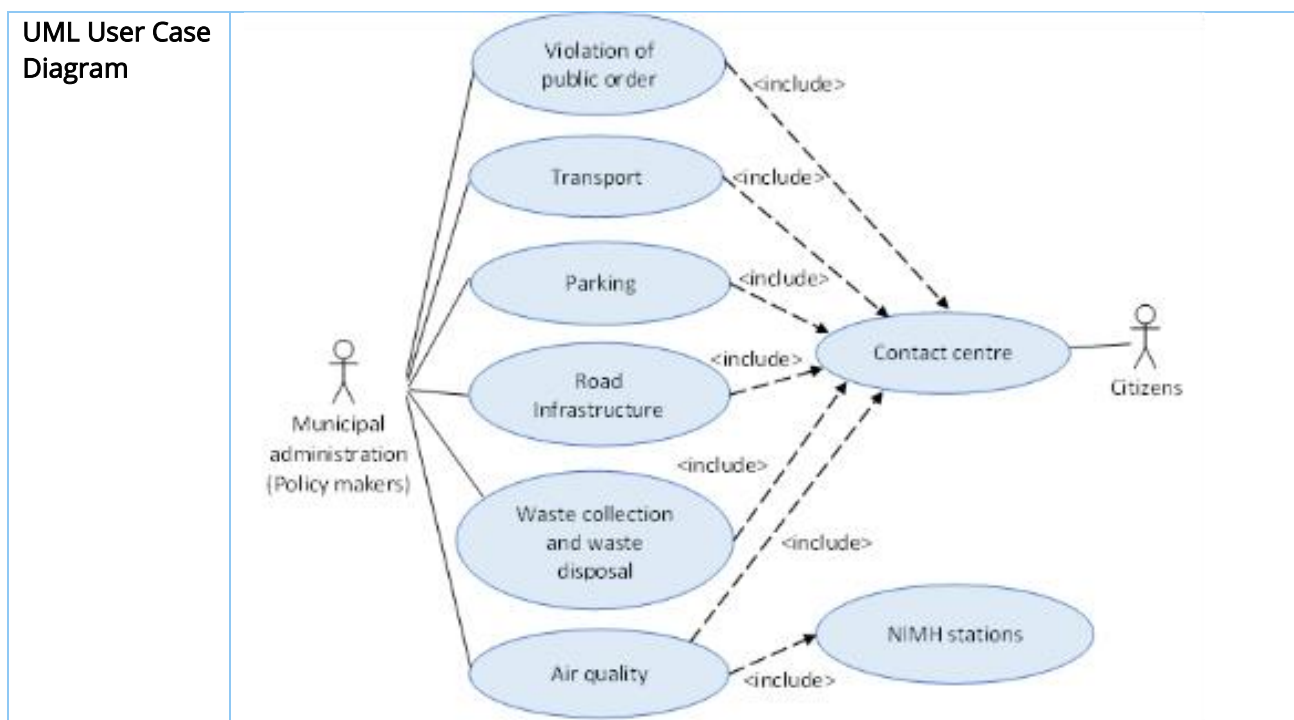 UML User Case
Diagram
Violation of
public order
<include>
Transport
<include>
Parking
<include>
Road
Infrastructure
<include>
Contact centre
Citizens
Municipal
administration
(Policy makers)
<include>
Waste collection
and waste
disposal
<include>
NIMH stations
Air quality
<include>